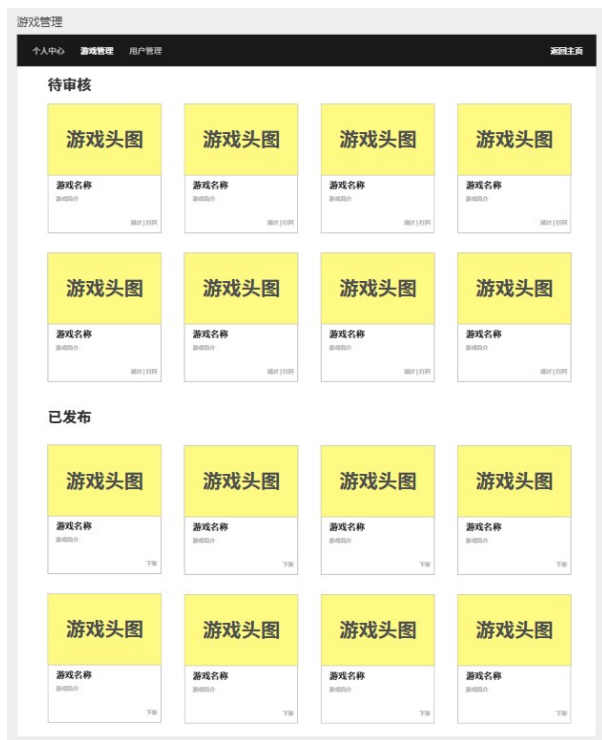 游戏管理
个人中心 游戏管理 用户管理 返回主页
待审核
游戏头图 游戏头图 游戏头图 游戏头图
游戏名称 游戏名称 游戏名称 游戏名称
游戏简介 游戏简介 游戏简介 游戏简介
通过 | 打回 通过 | 打回 通过 | 打回 通过 | 打回
游戏头图 游戏头图 游戏头图 游戏头图
游戏名称 游戏名称 游戏名称 游戏名称
游戏简介 游戏简介 游戏简介 游戏简介
通过 | 打回 通过 | 打回 通过 | 打回 通过 | 打回
已发布
游戏头图 游戏头图 游戏头图 游戏头图
游戏名称 游戏名称 游戏名称 游戏名称
游戏简介 游戏简介 游戏简介 游戏简介
下架 下架 下架 下架
游戏头图 游戏头图 游戏头图 游戏头图
游戏名称 游戏名称 游戏名称 游戏名称
游戏简介 游戏简介 游戏简介 游戏简介
下架 下架 下架 下架